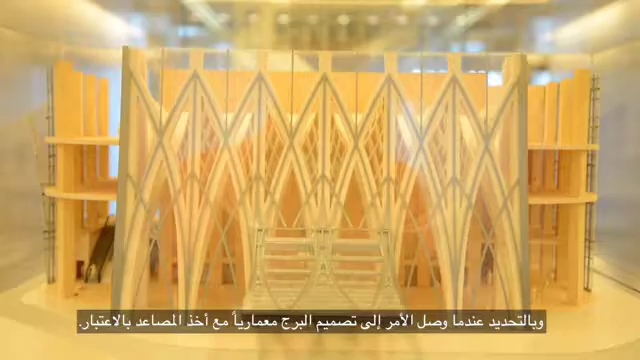 وبالتحديد عندما وصل الأمر إلى تصميم البرج معمارياً مع أخذ المصاعد بالاعتبار.